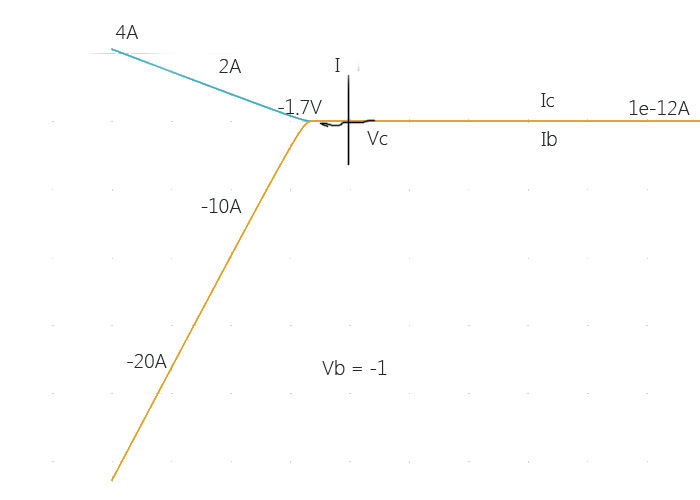 4A
I
2A
Ic
-1.7V
1e-12A
Vc
Ib
-10A
-20A
Vb = -1